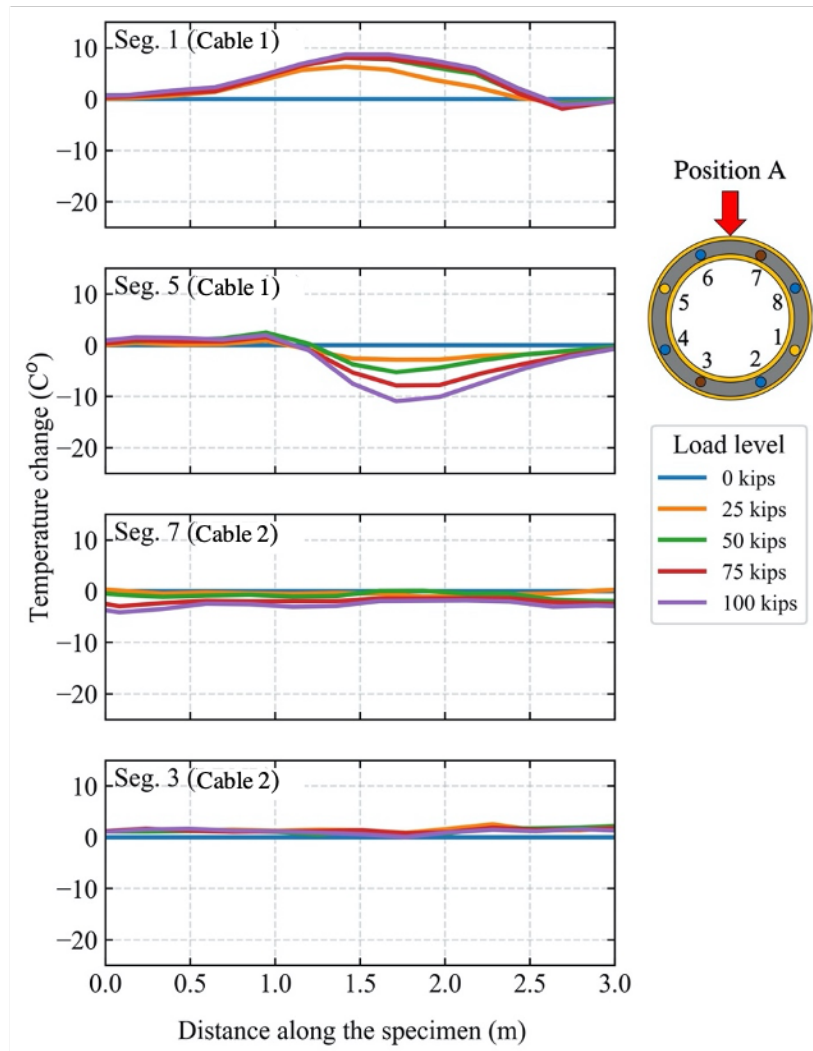 Seg. 1 (Cable 1)
10
0
−10
−20
Seg. 5 (Cable 1)
10
0
−10
−20
Seg. 7 (Cable 2)
10
0
−10
−20
Seg. 3 (Cable 2)
10
0
−10
−20
0.0 0.5 1.0 1.5 2.0 2.5 3.0
Distance along the specimen (m)
Temperature change (C°)
Position A
6 7
5 8
4 1
3 2
Load level
0 kips
25 kips
50 kips
75 kips
100 kips